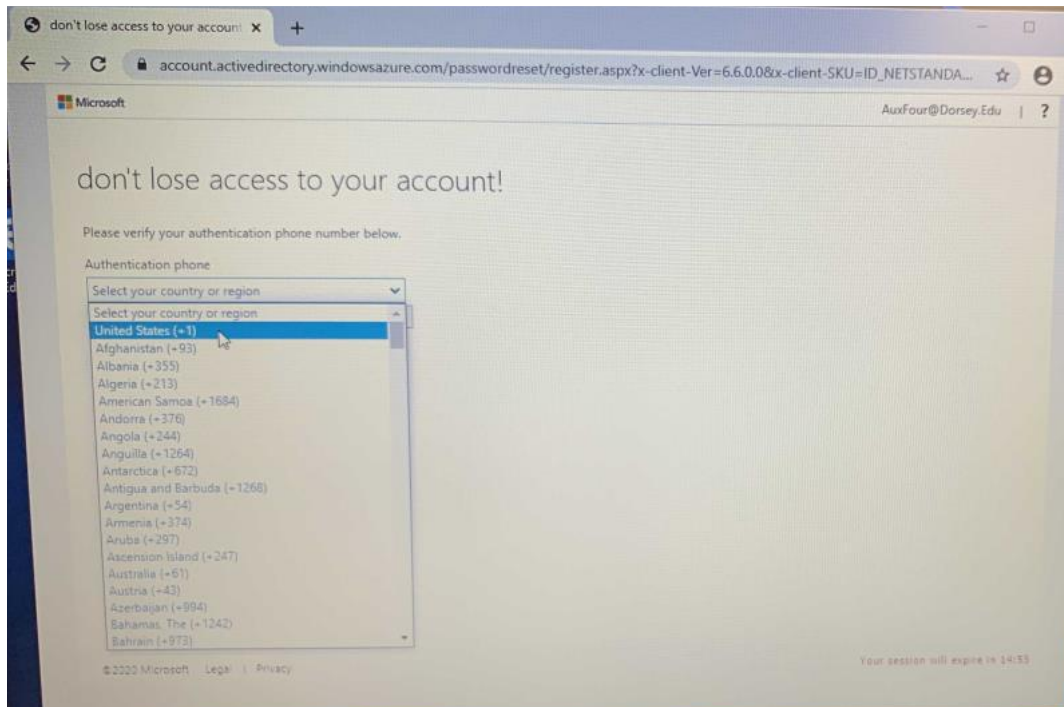 don't lose access to your accoun
account.activedirectory.windowsazure.com/passwordreset/register.aspx?x-client-Ver=6.6.0.0&x-client-SKU=ID_NETSTANDA...
Microsoft
AuxFour@Dorsey.Edu | ?
don't lose access to your account!
Please verify your authentication phone number below.
Authentication phone
Select your country or region
Select your country or region
United States (+1)
Afghanistan (+93)
Albania (+355)
Algeria (+213)
American Samoa (+1684)
Andorra (+376)
Angola (+244)
Anguilla (+1264)
Antarctica (+672)
Antigua and Barbuda (+1268)
Argentina (+54)
Armenia (+374)
Aruba (+297)
Ascension Island (+247)
Australia (+61)
Austria (+43)
Azerbaijan (+994)
Bahamas, The (+1242)
Bahrain (+973)
©2020 Microsoft Legal | Privacy
Your session will expire in 14:55